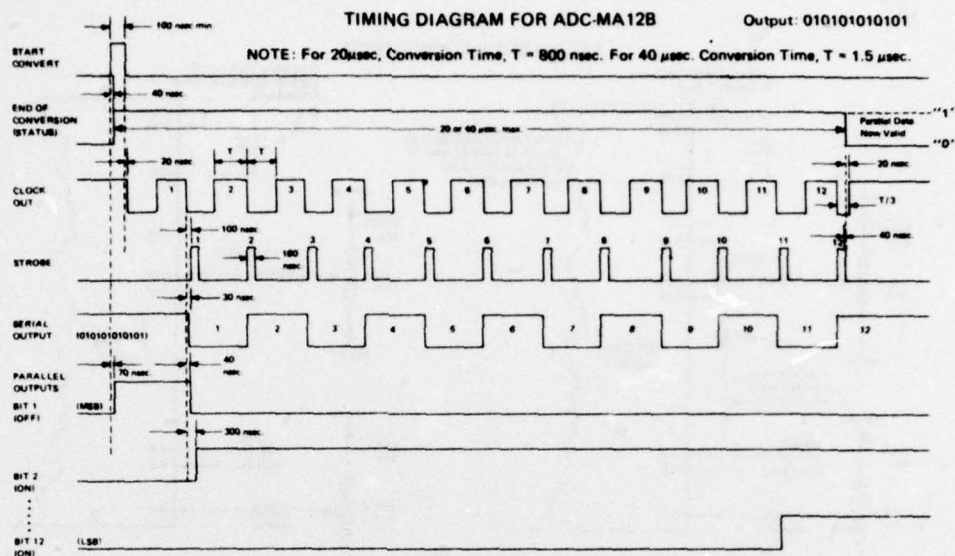 TIMING DIAGRAM FOR ADC-MA12B
Output: 010101010101
100 nsec min.
NOTE: For 20μsec, Conversion Time, T = 800 nsec. For 40 μsec. Conversion Time, T = 1.5 μsec.
START CONVERT
40 nsec.
END OF CONVERSION (STATUS)
20 or 40 μsec. max.
Parallel Data Now Valid
"1"
"0"
20 nsec.
T T
20 nsec.
CLOCK OUT
1 2 3 4 5 6 7 8 9 10 11 12
T/3
100 nsec.
40 nsec.
STROBE
1 2 3 4 5 6 7 8 9 10 11 12
180 nsec.
30 nsec.
SERIAL OUTPUT
(010101010101)
1 2 3 4 5 6 7 8 9 10 11 12
70 nsec.
40 nsec.
PARALLEL OUTPUTS
BIT 1 (OFF)
(MSB)
300 nsec.
BIT 2 (ON)
BIT 12 (ON)
(LSB)